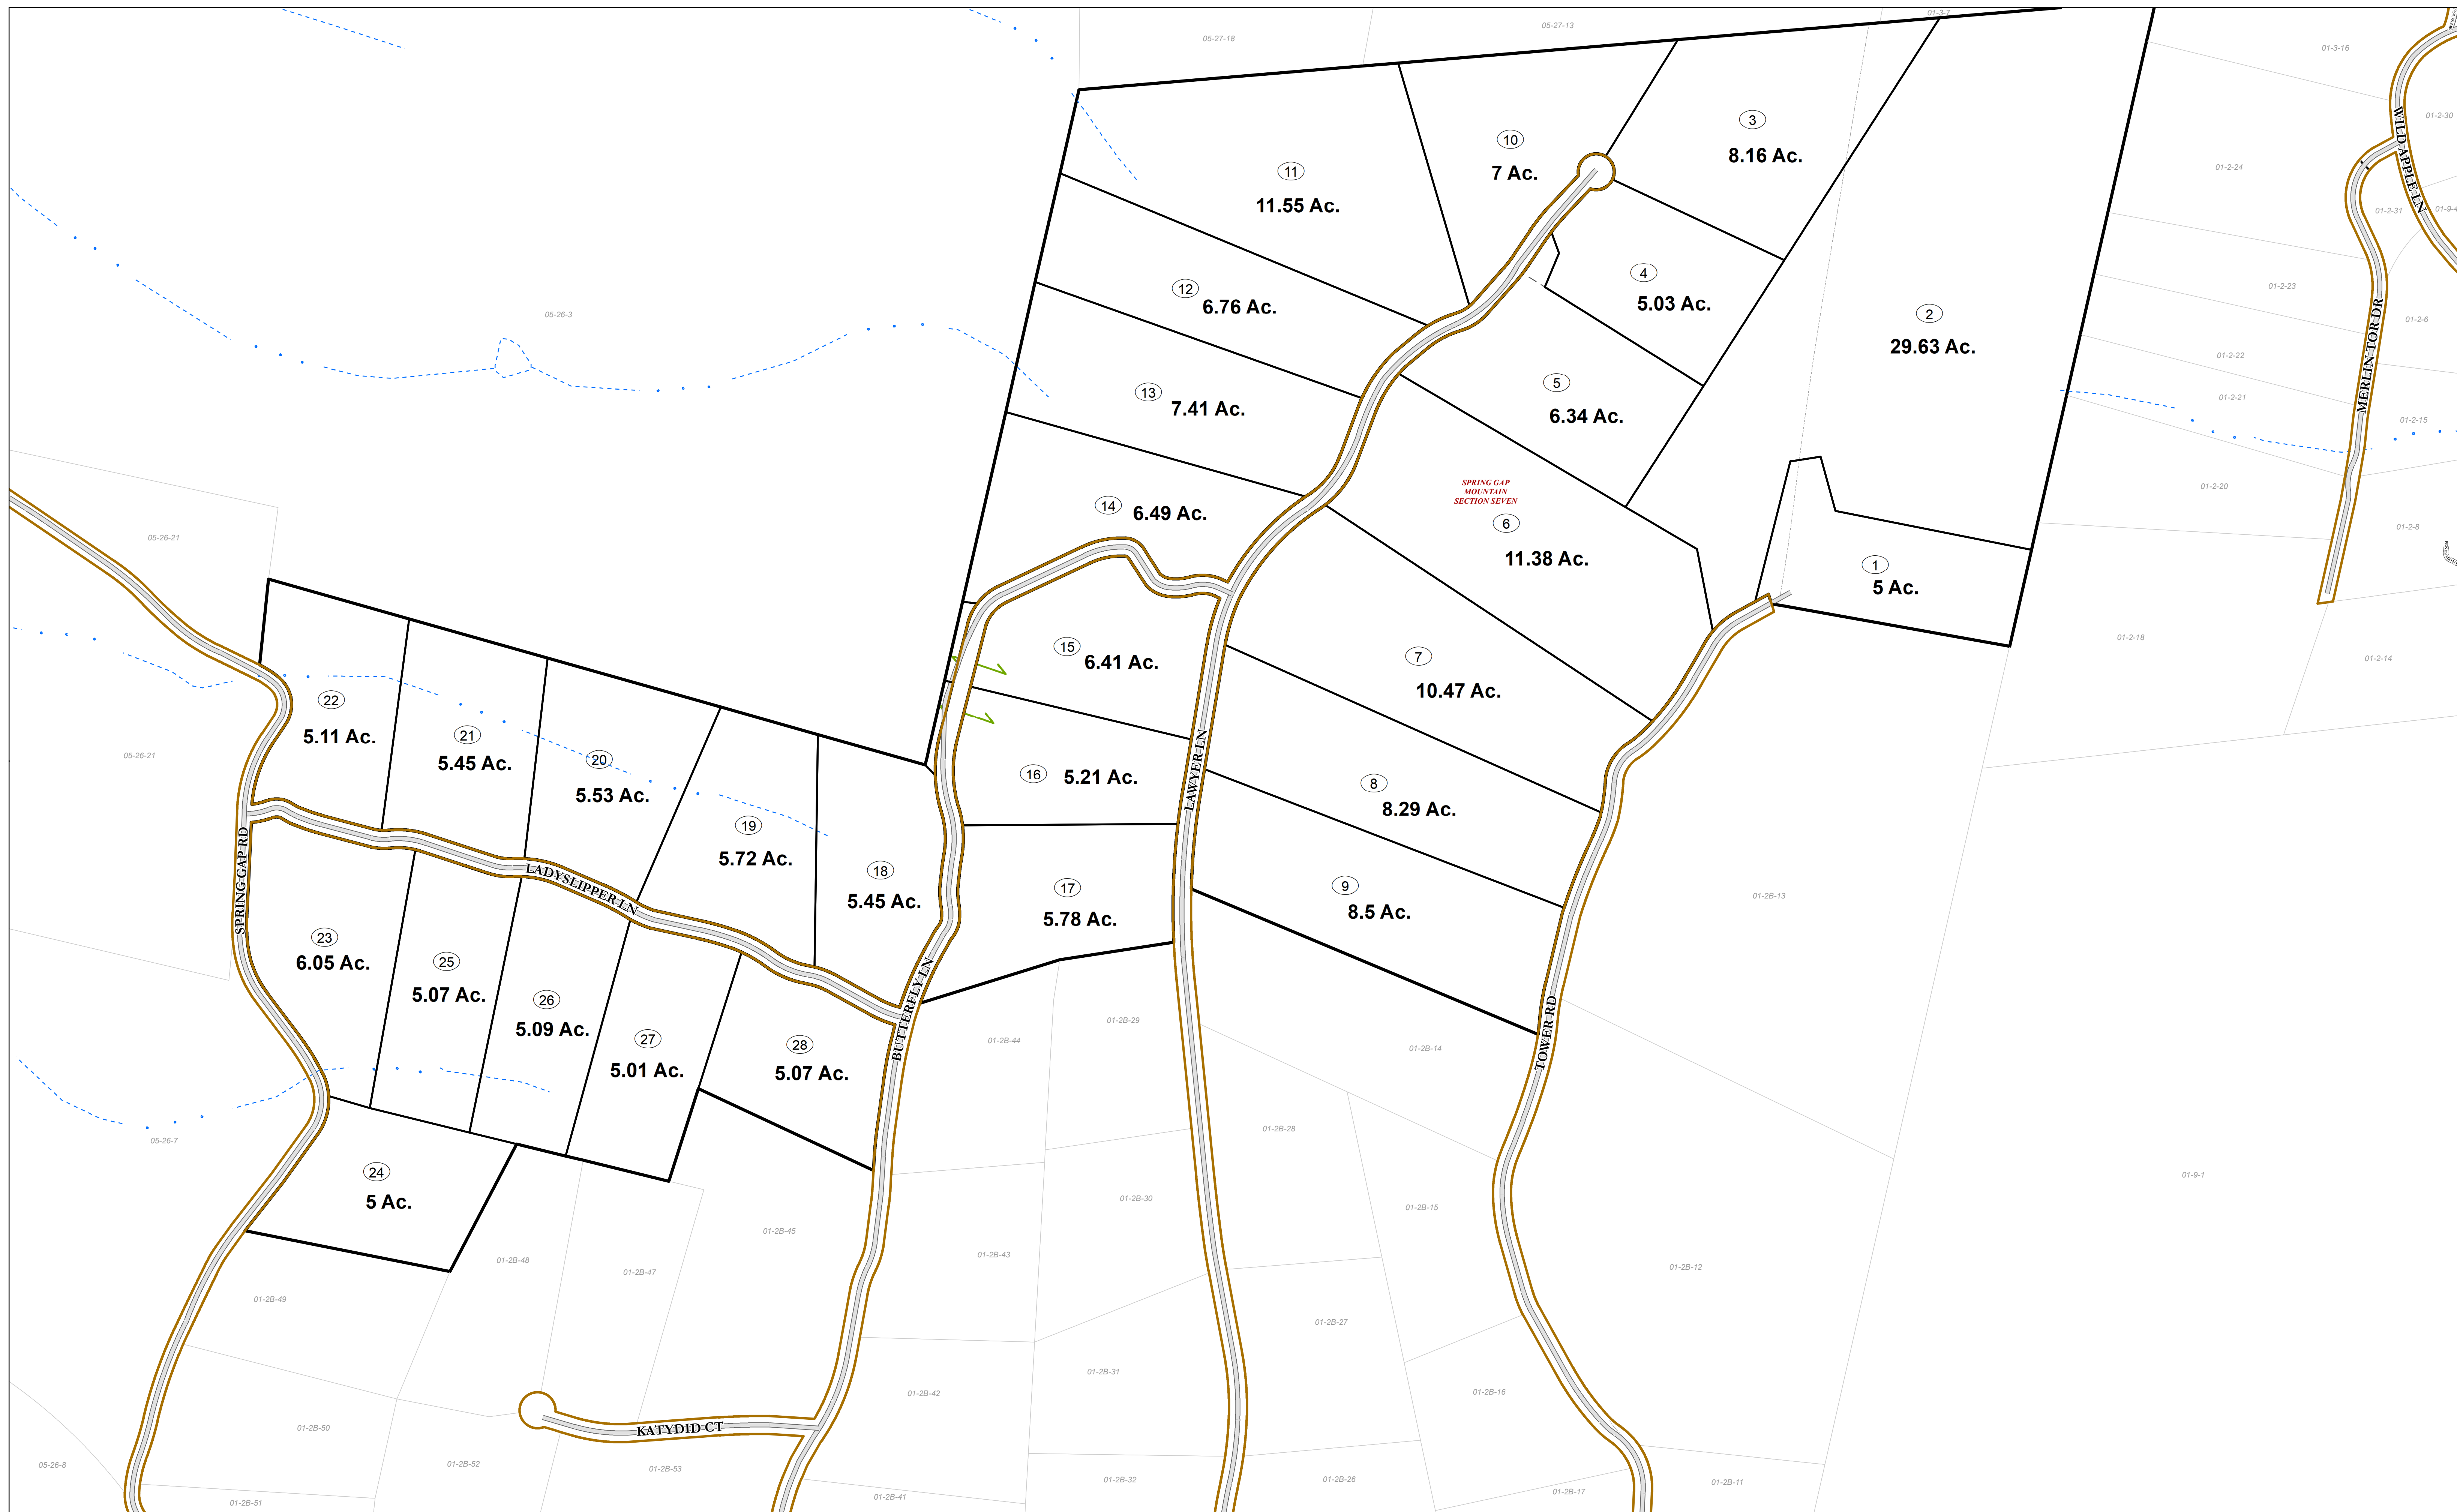 01-3-7
05-27-13
05-27-18
01-3-16
WILD APPLE LN
01-2-30
3
8.16 Ac.
10
7 Ac.
11
11.55 Ac.
01-2-24
01-2-31
4
5.03 Ac.
12
6.76 Ac.
2
29.63 Ac.
01-2-23
05-26-3
01-2-6
MERLIN TOR DR
01-2-22
5
6.34 Ac.
13
7.41 Ac.
01-2-21
01-2-15
SPRING GAP
MOUNTAIN
SECTION SEVEN
01-2-20
14
6.49 Ac.
6
11.38 Ac.
01-2-8
05-26-21
1
5 Ac.
01-2-18
01-2-14
15
6.41 Ac.
7
10.47 Ac.
22
5.11 Ac.
21
5.45 Ac.
20
5.53 Ac.
05-26-21
16
5.21 Ac.
LAWYER LN
8
8.29 Ac.
19
5.72 Ac.
18
5.45 Ac.
17
5.78 Ac.
9
8.5 Ac.
01-2B-13
SPRING GAP RD
LADYSLIPPER LN
23
6.05 Ac.
25
5.07 Ac.
26
5.09 Ac.
27
5.01 Ac.
28
5.07 Ac.
BUTTERFLY LN
01-2B-44
01-2B-29
01-2B-14
TOWER RD
05-26-7
01-2B-28
24
5 Ac.
01-9-1
01-2B-30
01-2B-15
01-2B-45
01-2B-43
01-2B-48
01-2B-47
01-2B-12
01-2B-49
01-2B-27
01-2B-31
01-2B-42
01-2B-16
KATYDID CT
01-2B-50
05-26-8
01-2B-52
01-2B-53
01-2B-32
01-2B-26
01-2B-11
01-2B-17
01-2B-41
01-2B-51